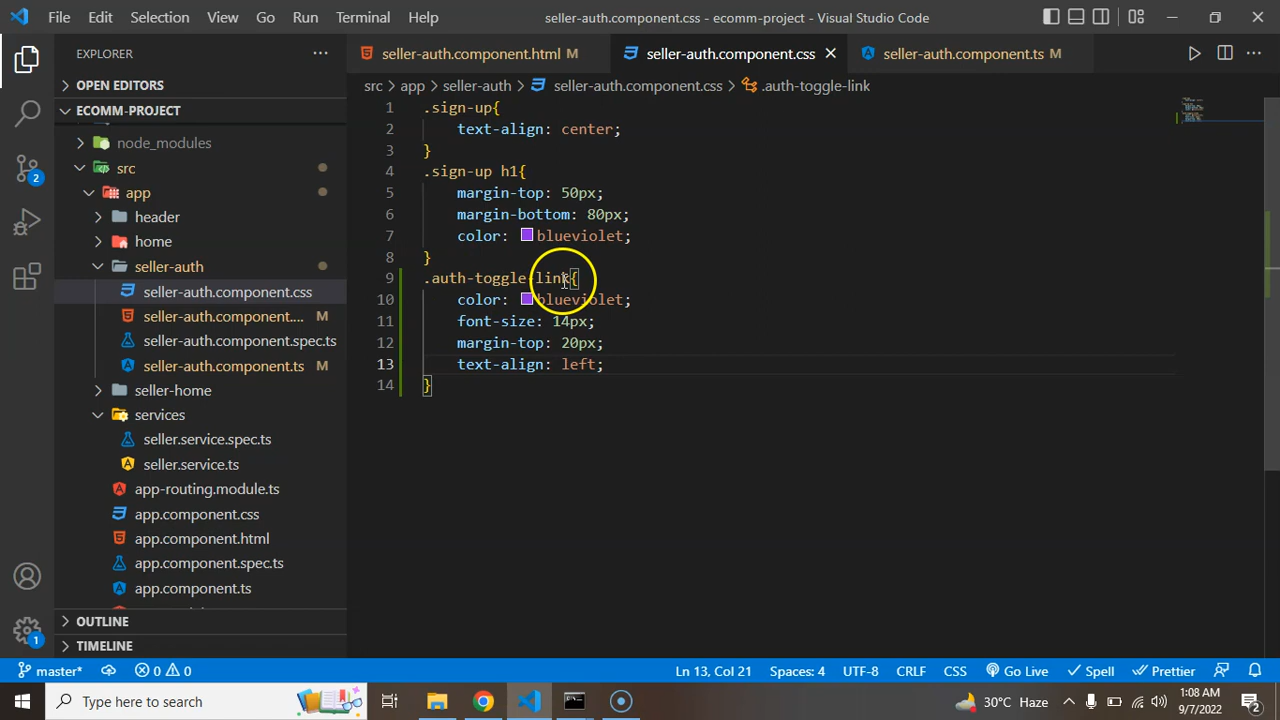 File Edit Selection View Go Run Terminal Help seller-auth.component.css - ecomm-project - Visual Studio Code
EXPLORER
seller-auth.component.html M seller-auth.component.css seller-auth.component.ts M
OPEN EDITORS
src app seller-auth seller-auth.component.css .auth-toggle-link
ECOMM-PROJECT
node_modules
src
app
header
home
seller-auth
seller-auth.component.css
seller-auth.component.... M
seller-auth.component.spec.ts
seller-auth.component.ts M
seller-home
services
seller.service.spec.ts
seller.service.ts
app-routing.module.ts
app.component.css
app.component.html
app.component.spec.ts
app.component.ts
OUTLINE
TIMELINE
2
1
1 .sign-up{
2 text-align: center;
3 }
4 .sign-up h1{
5 margin-top: 50px;
6 margin-bottom: 80px;
7 color: blueviolet;
8 }
9 .auth-toggle-link{
10 color: blueviolet;
11 font-size: 14px;
12 margin-top: 20px;
13 text-align: left;
14 }
master* 0 0 Ln 13, Col 21 Spaces: 4 UTF-8 CRLF CSS Go Live Spell Prettier
Type here to search
30°C Haze
1:08 AM
9/7/2022
2